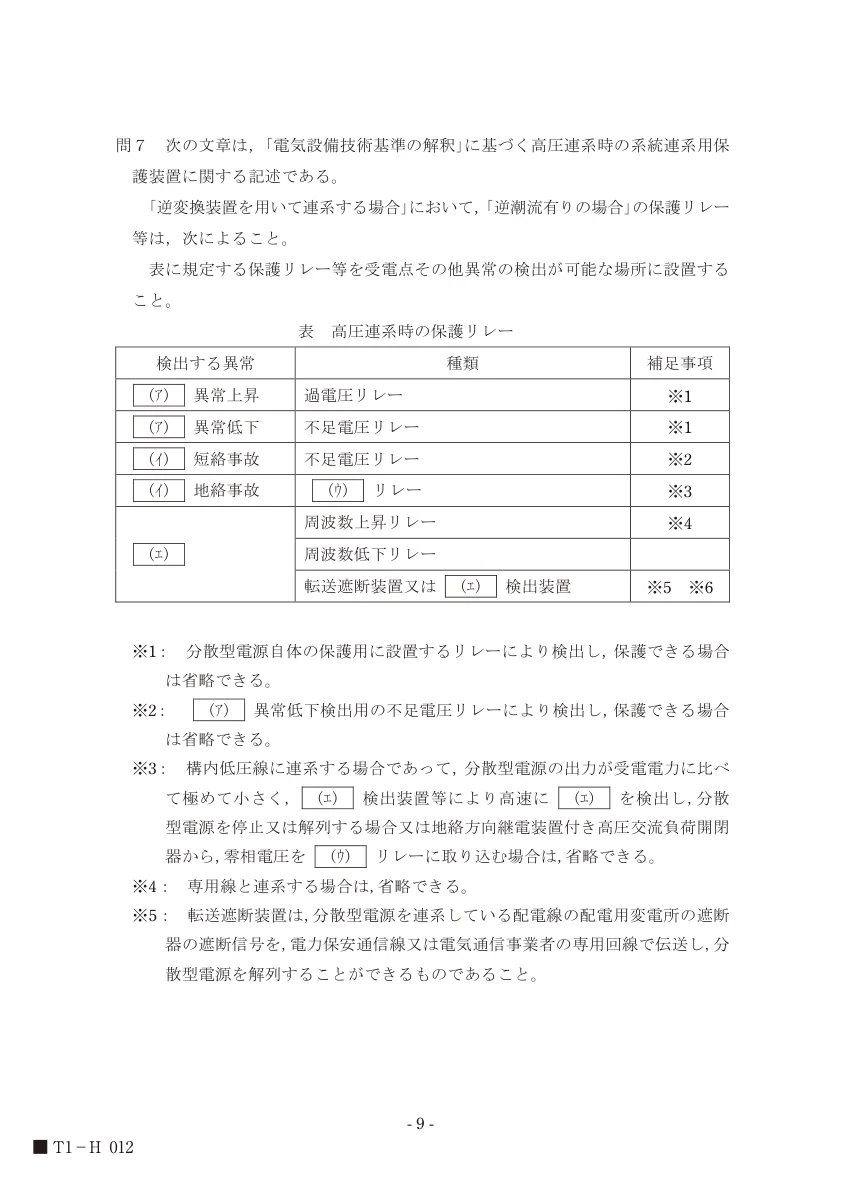 問7 次の文章は,「電気設備技術基準の解釈」に基づく高圧連系時の系統連系用保
護装置に関する記述である。
「逆変換装置を用いて連系する場合」において,「逆潮流有りの場合」の保護リレー
等は, 次によること。
表に規定する保護リレー等を受電点その他異常の検出が可能な場所に設置する
こと。
表 高圧連系時の保護リレー
検出する異常 種類 補足事項
(ア) 異常上昇 過電圧リレー ※1
(ア) 異常低下 不足電圧リレー ※1
(イ) 短絡事故 不足電圧リレー ※2
(イ) 地絡事故 (ウ) リレー ※3
周波数上昇リレー ※4
(エ) 周波数低下リレー
転送遮断装置又は (エ) 検出装置 ※5 ※6
※1: 分散型電源自体の保護用に設置するリレーにより検出し, 保護できる場合
は省略できる。
※2: (ア) 異常低下検出用の不足電圧リレーにより検出し, 保護できる場合
は省略できる。
※3: 構内低圧線に連系する場合であって, 分散型電源の出力が受電電力に比べ
て極めて小さく, (エ) 検出装置等により高速に (エ) を検出し, 分散
型電源を停止又は解列する場合又は地絡方向継電装置付き高圧交流負荷開閉
器から, 零相電圧を (ウ) リレーに取り込む場合は, 省略できる。
※4: 専用線と連系する場合は, 省略できる。
※5: 転送遮断装置は, 分散型電源を連系している配電線の配電用変電所の遮断
器の遮断信号を, 電力保安通信線又は電気通信事業者の専用回線で伝送し, 分
散型電源を解列することができるものであること。
- 9 -
■ T1-H 012